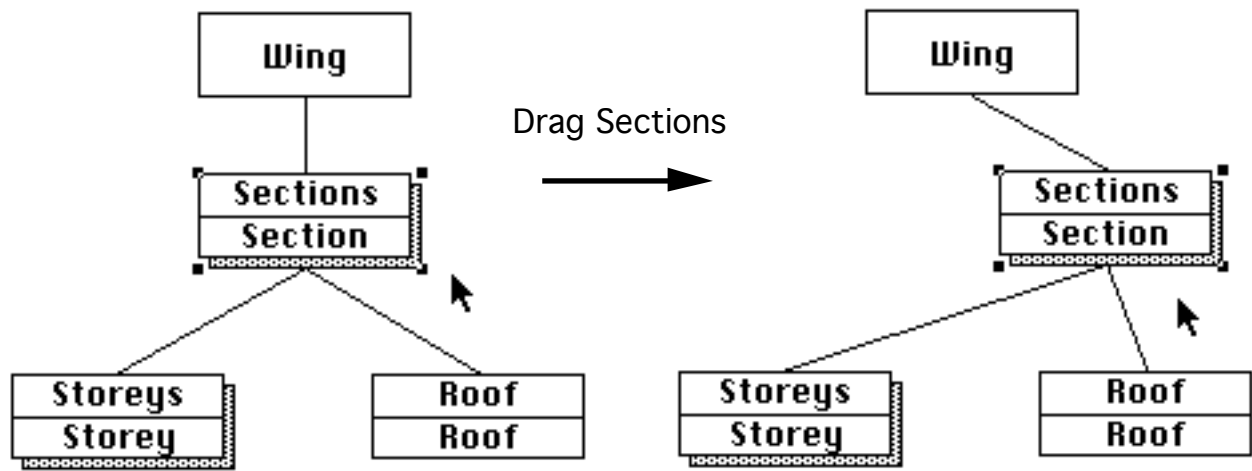 Wing
Sections
Section
Storeys
Storey
Roof
Roof
Drag Sections
Wing
Sections
Section
Storeys
Storey
Roof
Roof